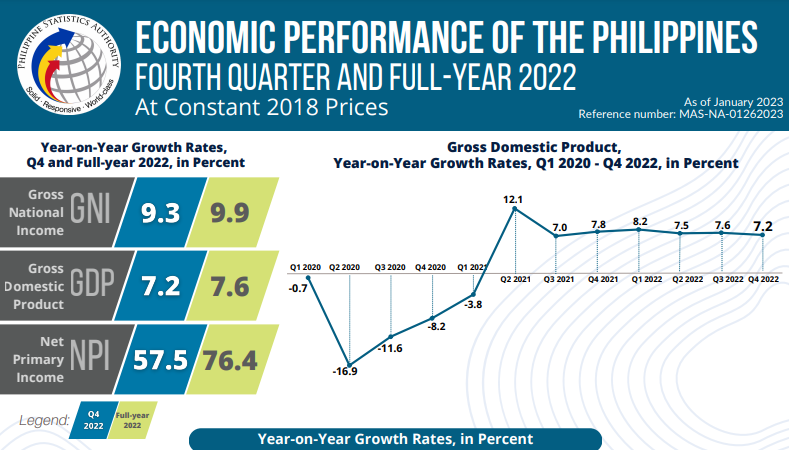 PHILIPPINE STATISTICS AUTHORITY
Solid · Responsive · World-class
ECONOMIC PERFORMANCE OF THE PHILIPPINES
FOURTH QUARTER AND FULL-YEAR 2022
At Constant 2018 Prices
As of January 2023
Reference number: MAS-NA-01262023
Year-on-Year Growth Rates,
Q4 and Full-year 2022, in Percent
Gross
National
Income
GNI
9.3
9.9
Gross
Domestic
Product
GDP
7.2
7.6
Net
Primary
Income
NPI
57.5
76.4
Legend:
Q4
2022
Full-year
2022
Gross Domestic Product,
Year-on-Year Growth Rates, Q1 2020 - Q4 2022, in Percent
12.1
7.0
7.8
8.2
7.5
7.6
7.2
Q1 2020 Q2 2020 Q3 2020 Q4 2020 Q1 2021
Q2 2021 Q3 2021 Q4 2021 Q1 2022 Q2 2022 Q3 2022 Q4 2022
-0.7
-3.8
-8.2
-11.6
-16.9
Year-on-Year Growth Rates, in Percent